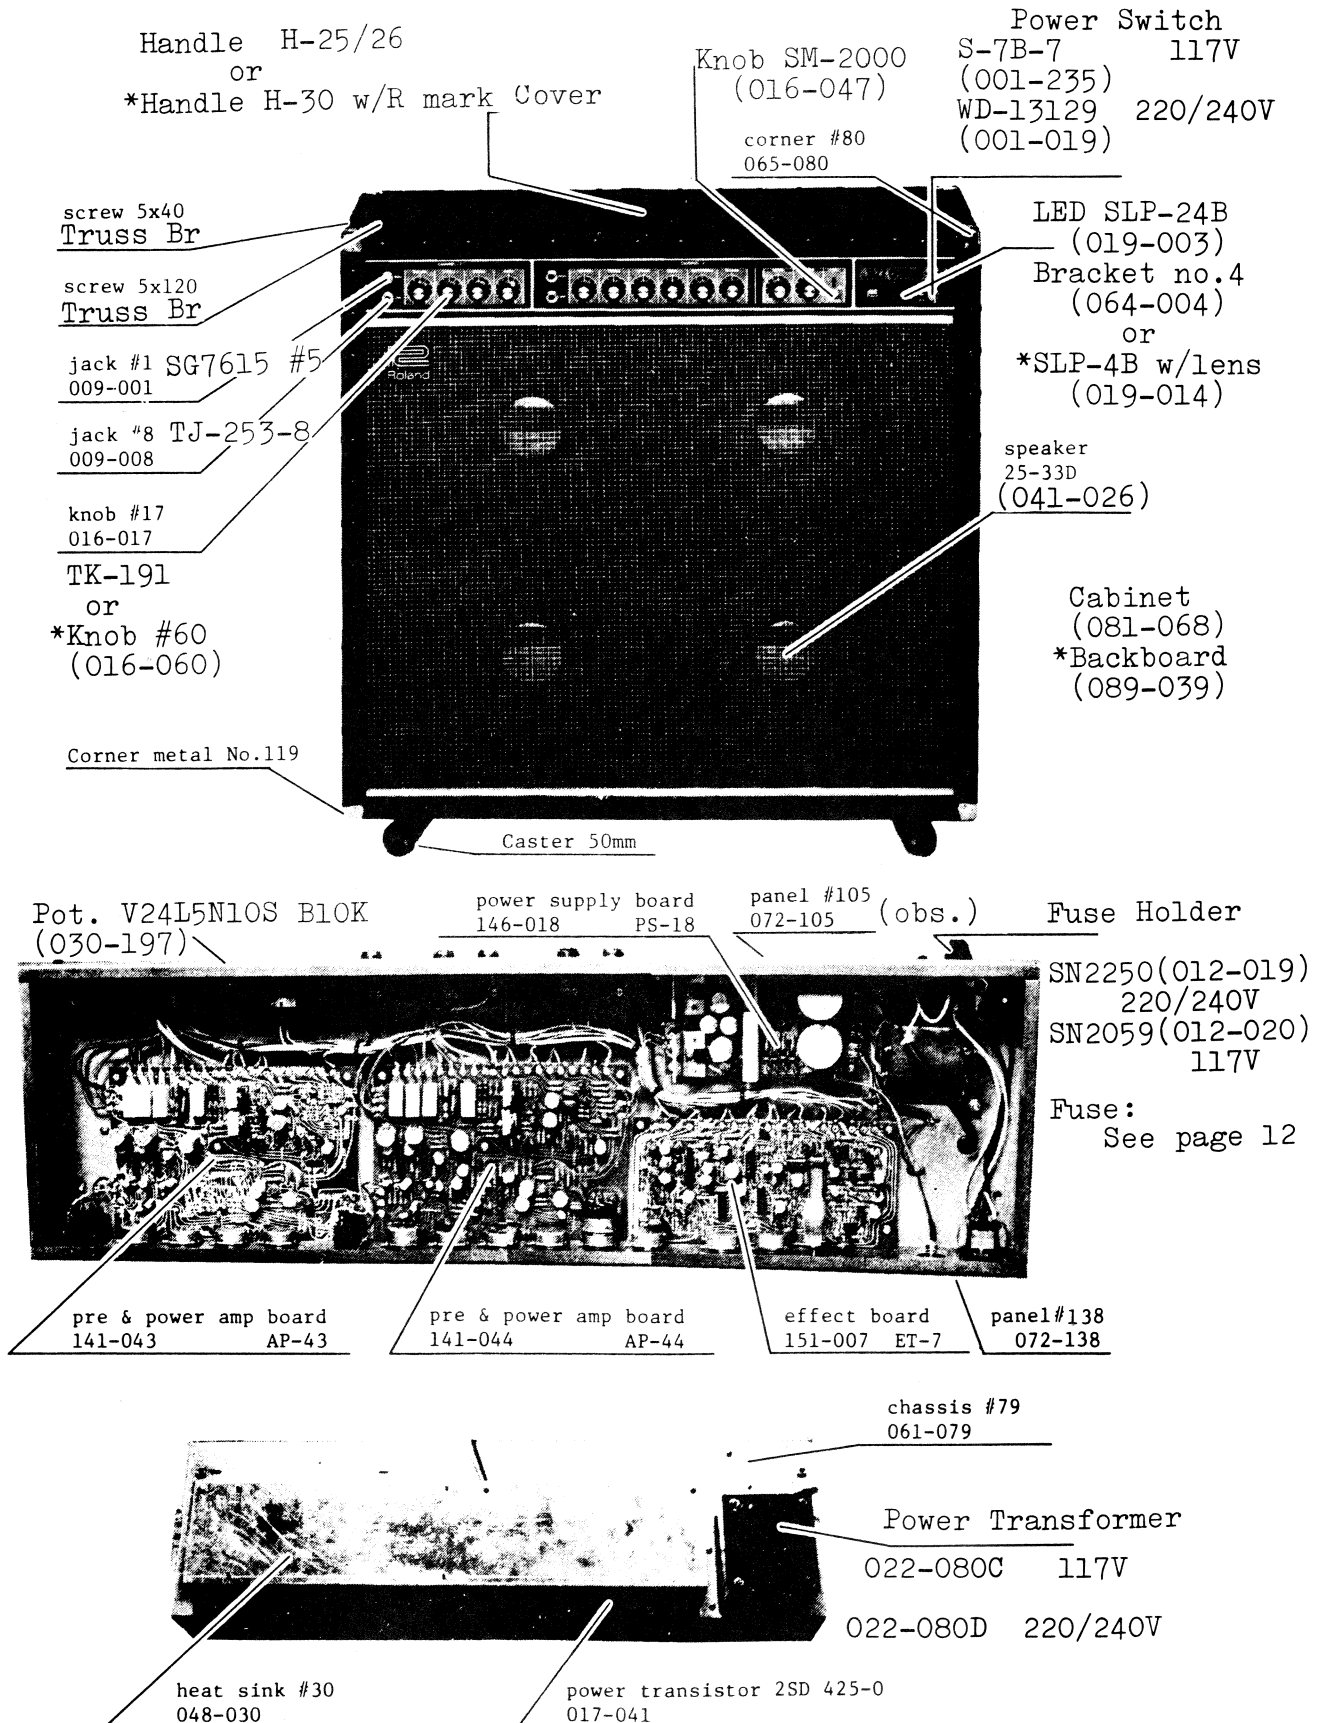 Handle H-25/26
or
*Handle H-30 w/R mark Cover
Knob SM-2000
(016-047)
Power Switch
S-7B-7 117V
(001-235)
WD-13129 220/240V
(001-019)
corner #80
065-080
screw 5x40
Truss Br
screw 5x120
Truss Br
jack #1 SG7615 #5
009-001
jack #8 TJ-253-8
009-008
knob #17
016-017
TK-191
or
*Knob #60
(016-060)
LED SLP-24B
(019-003)
Bracket no.4
(064-004)
or
*SLP-4B w/lens
(019-014)
Roland
speaker
25-33D
(041-026)
Cabinet
(081-068)
*Backboard
(089-039)
Corner metal No.119
Caster 50mm
Pot. V24L5N10S B10K
(030-197)
power supply board
146-018 PS-18
panel #105
072-105 (obs.)
Fuse Holder
SN2250(012-019)
220/240V
SN2059(012-020)
117V
Fuse:
See page 12
pre & power amp board
141-043 AP-43
pre & power amp board
141-044 AP-44
effect board
151-007 ET-7
panel#138
072-138
chassis #79
061-079
Power Transformer
022-080C 117V
022-080D 220/240V
heat sink #30
048-030
power transistor 2SD 425-0
017-041